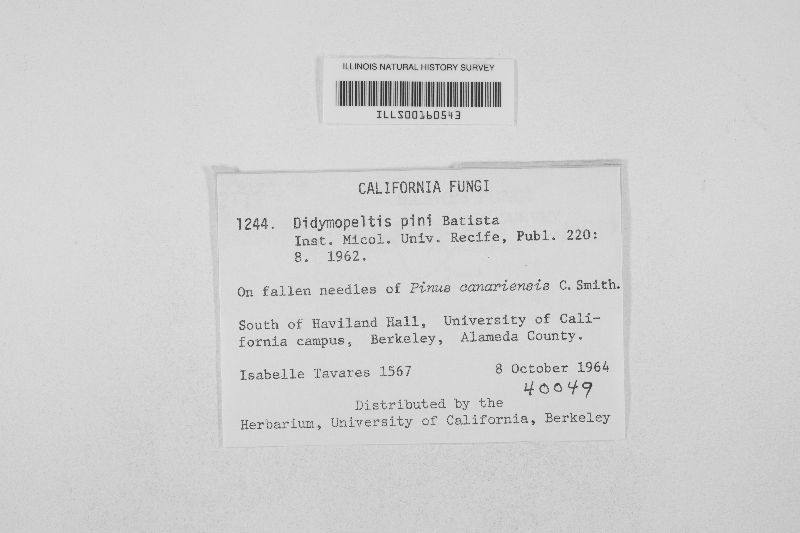 ILLINOIS NATURAL HISTORY SURVEY
ILLS00160543
CALIFORNIA FUNGI
1244. Didymopeltis pini Batista
Inst. Micol. Univ. Recife, Publ. 220:
8. 1962.
On fallen needles of Pinus canariensis C. Smith.
South of Haviland Hall, University of Cali-
fornia campus, Berkeley, Alameda County.
Isabelle Tavares 1567 8 October 1964
40049
Distributed by the
Herbarium, University of California, Berkeley